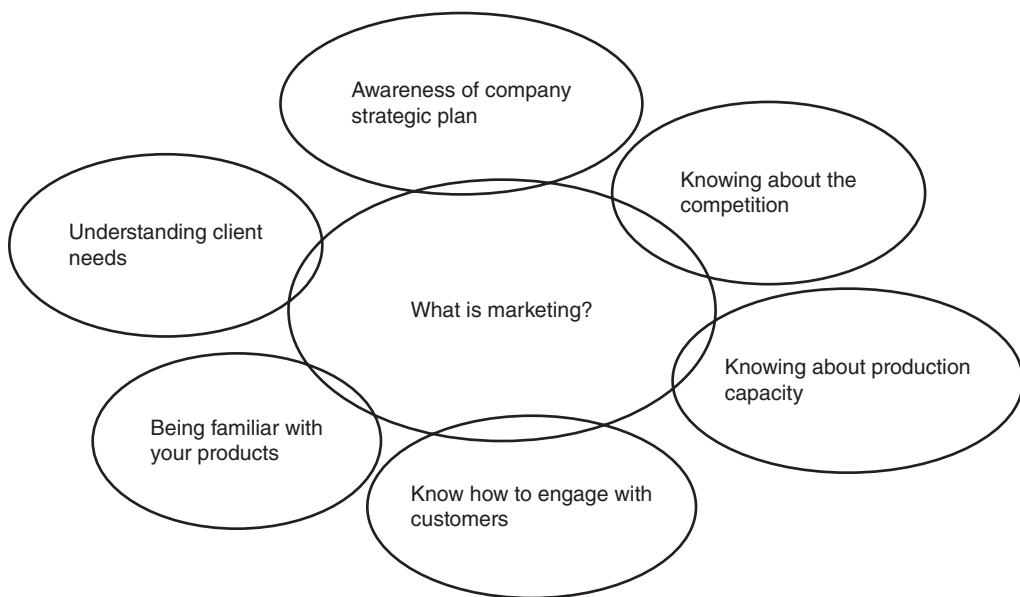 Awareness of company
strategic plan
Knowing about the
competition
Understanding client
needs
What is marketing?
Knowing about production
capacity
Being familiar with
your products
Know how to engage with
customers